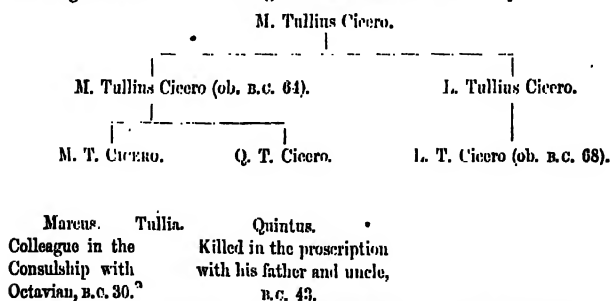 M. Tullius Cicero.
M. Tullius Cicero (ob. B.C. 64). L. Tullius Cicero.
M. T. CICERO. Q. T. Cicero. L. T. Cicero (ob. B.C. 68).
Marcus. Tullia. Quintus.
Colleague in the Killed in the proscription
Consulship with with his father and uncle,
Octavian, B.C. 30. B.C. 43.